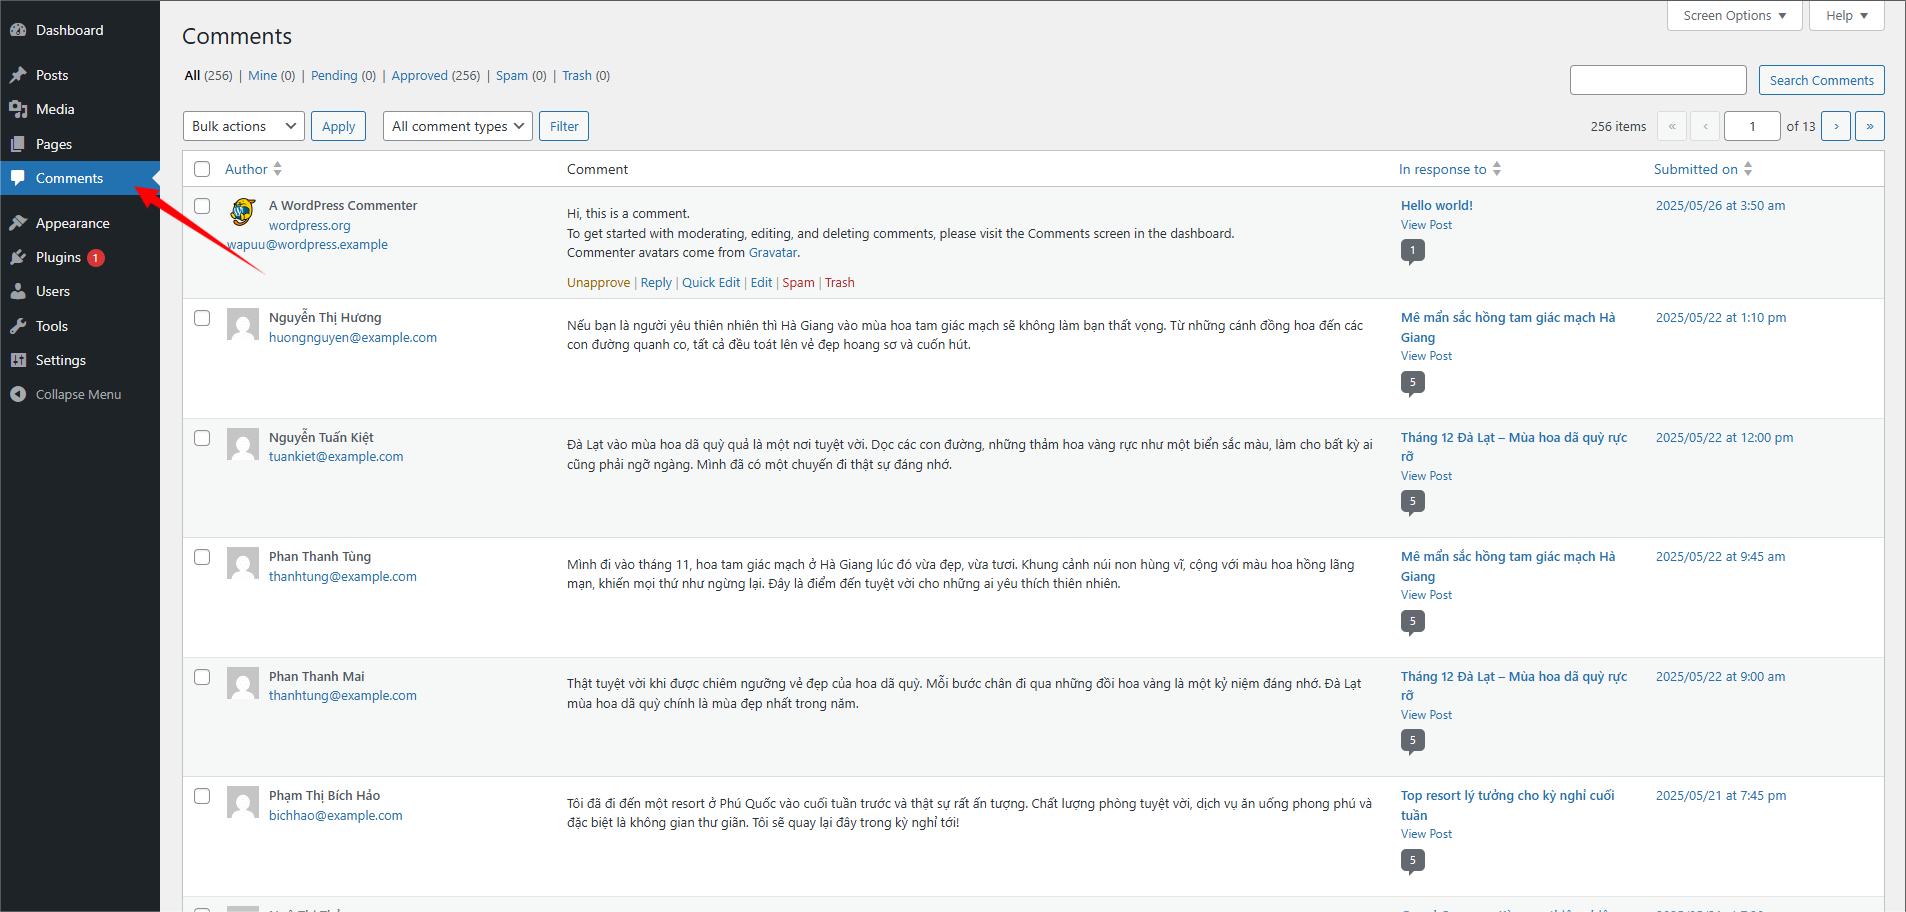 Screen Options
Help
Dashboard
Posts
Media
Pages
Comments
Appearance
Plugins 1
Users
Tools
Settings
Collapse Menu
Comments
All (256) | Mine (0) | Pending (0) | Approved (256) | Spam (0) | Trash (0)
Search Comments
Bulk actions Apply All comment types Filter
256 items « ‹ 1 of 13 › »
Author Comment In response to Submitted on
A WordPress Commenter
wordpress.org
wapuu@wordpress.example
Hi, this is a comment.
To get started with moderating, editing, and deleting comments, please visit the Comments screen in the dashboard.
Commenter avatars come from Gravatar.
Unapprove | Reply | Quick Edit | Edit | Spam | Trash
Hello world!
View Post
1
2025/05/26 at 3:50 am
Nguyễn Thị Hương
huongnguyen@example.com
Nếu bạn là người yêu thiên nhiên thì Hà Giang vào mùa hoa tam giác mạch sẽ không làm bạn thất vọng. Từ những cánh đồng hoa đến các
con đường quanh co, tất cả đều toát lên vẻ đẹp hoang sơ và cuốn hút.
Mê mẩn sắc hồng tam giác mạch Hà
Giang
View Post
5
2025/05/22 at 1:10 pm
Nguyễn Tuấn Kiệt
tuankiet@example.com
Đà Lạt vào mùa hoa dã quỳ quả là một nơi tuyệt vời. Dọc các con đường, những thảm hoa vàng rực như một biển sắc màu, làm cho bất kỳ ai
cũng phải ngỡ ngàng. Mình đã có một chuyến đi thật sự đáng nhớ.
Tháng 12 Đà Lạt – Mùa hoa dã quỳ rực
rỡ
View Post
5
2025/05/22 at 12:00 pm
Phan Thanh Tùng
thanhtung@example.com
Mình đi vào tháng 11, hoa tam giác mạch ở Hà Giang lúc đó vừa đẹp, vừa tươi. Khung cảnh núi non hùng vĩ, cộng với màu hoa hồng lãng
mạn, khiến mọi thứ như ngừng lại. Đây là điểm đến tuyệt vời cho những ai yêu thích thiên nhiên.
Mê mẩn sắc hồng tam giác mạch Hà
Giang
View Post
5
2025/05/22 at 9:45 am
Phan Thanh Mai
thanhtung@example.com
Thật tuyệt vời khi được chiêm ngưỡng vẻ đẹp của hoa dã quỳ. Mỗi bước chân đi qua những đồi hoa vàng là một kỷ niệm đáng nhớ. Đà Lạt
mùa hoa dã quỳ chính là mùa đẹp nhất trong năm.
Tháng 12 Đà Lạt – Mùa hoa dã quỳ rực
rỡ
View Post
5
2025/05/22 at 9:00 am
Phạm Thị Bích Hảo
bichhao@example.com
Tôi đã đi đến một resort ở Phú Quốc vào cuối tuần trước và thật sự rất ấn tượng. Chất lượng phòng tuyệt vời, dịch vụ ăn uống phong phú và
đặc biệt là không gian thư giãn. Tôi sẽ quay lại đây trong kỳ nghỉ tới!
Top resort lý tưởng cho kỳ nghỉ cuối
tuần
View Post
5
2025/05/21 at 7:45 pm